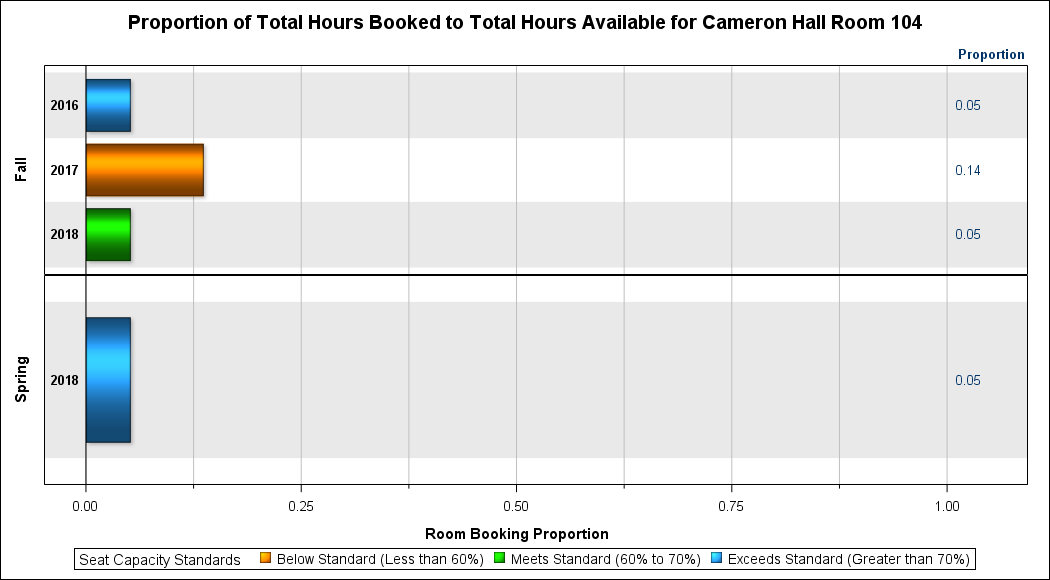 Proportion of Total Hours Booked to Total Hours Available for Cameron Hall Room 104
Proportion
Fall
2016 0.05
2017 0.14
2018 0.05
Spring
2018 0.05
0.00 0.25 0.50 0.75 1.00
Room Booking Proportion
Seat Capacity Standards Below Standard (Less than 60%) Meets Standard (60% to 70%) Exceeds Standard (Greater than 70%)